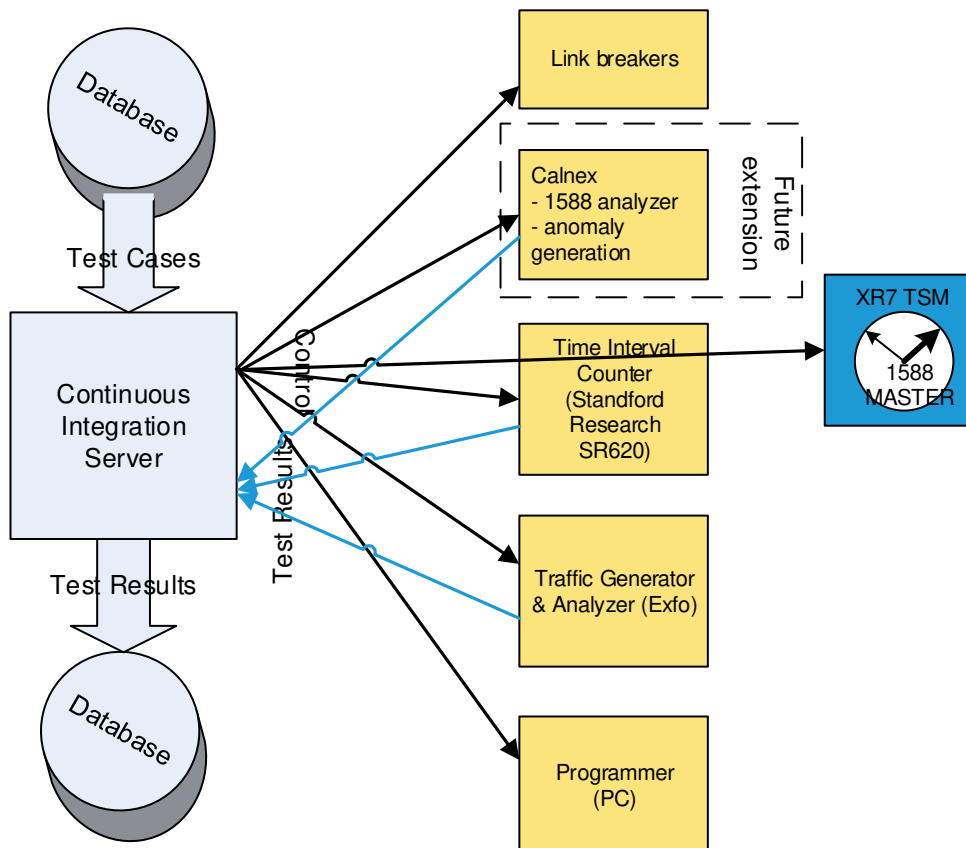 Database
Test Cases
Continuous
Integration
Server
Test Results
Database
Control
Test Results
Link breakers
Calnex
- 1588 analyzer
- anomaly
generation
Future
extension
Time Interval
Counter
(Standford
Research
SR620)
Traffic Generator
& Analyzer (Exfo)
Programmer
(PC)
XR7 TSM
1588
MASTER